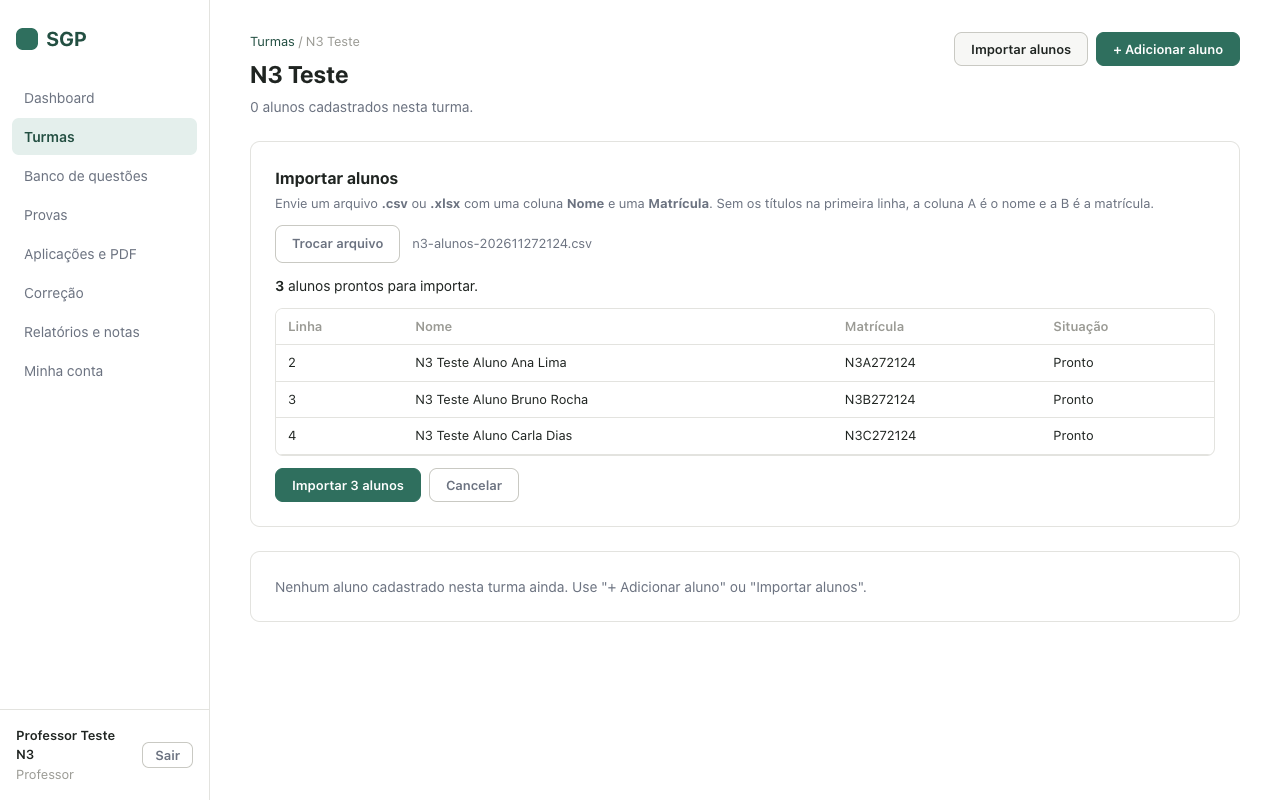 SGP
Dashboard
Turmas
Banco de questões
Provas
Aplicações e PDF
Correção
Relatórios e notas
Minha conta
Professor Teste
N3
Professor
Sair
Turmas / N3 Teste
N3 Teste
0 alunos cadastrados nesta turma.
Importar alunos
+ Adicionar aluno
Importar alunos
Envie um arquivo .csv ou .xlsx com uma coluna Nome e uma Matrícula. Sem os títulos na primeira linha, a coluna A é o nome e a B é a matrícula.
Trocar arquivo n3-alunos-202611272124.csv
3 alunos prontos para importar.
Linha Nome Matrícula Situação
2 N3 Teste Aluno Ana Lima N3A272124 Pronto
3 N3 Teste Aluno Bruno Rocha N3B272124 Pronto
4 N3 Teste Aluno Carla Dias N3C272124 Pronto
Importar 3 alunos Cancelar
Nenhum aluno cadastrado nesta turma ainda. Use "+ Adicionar aluno" ou "Importar alunos".